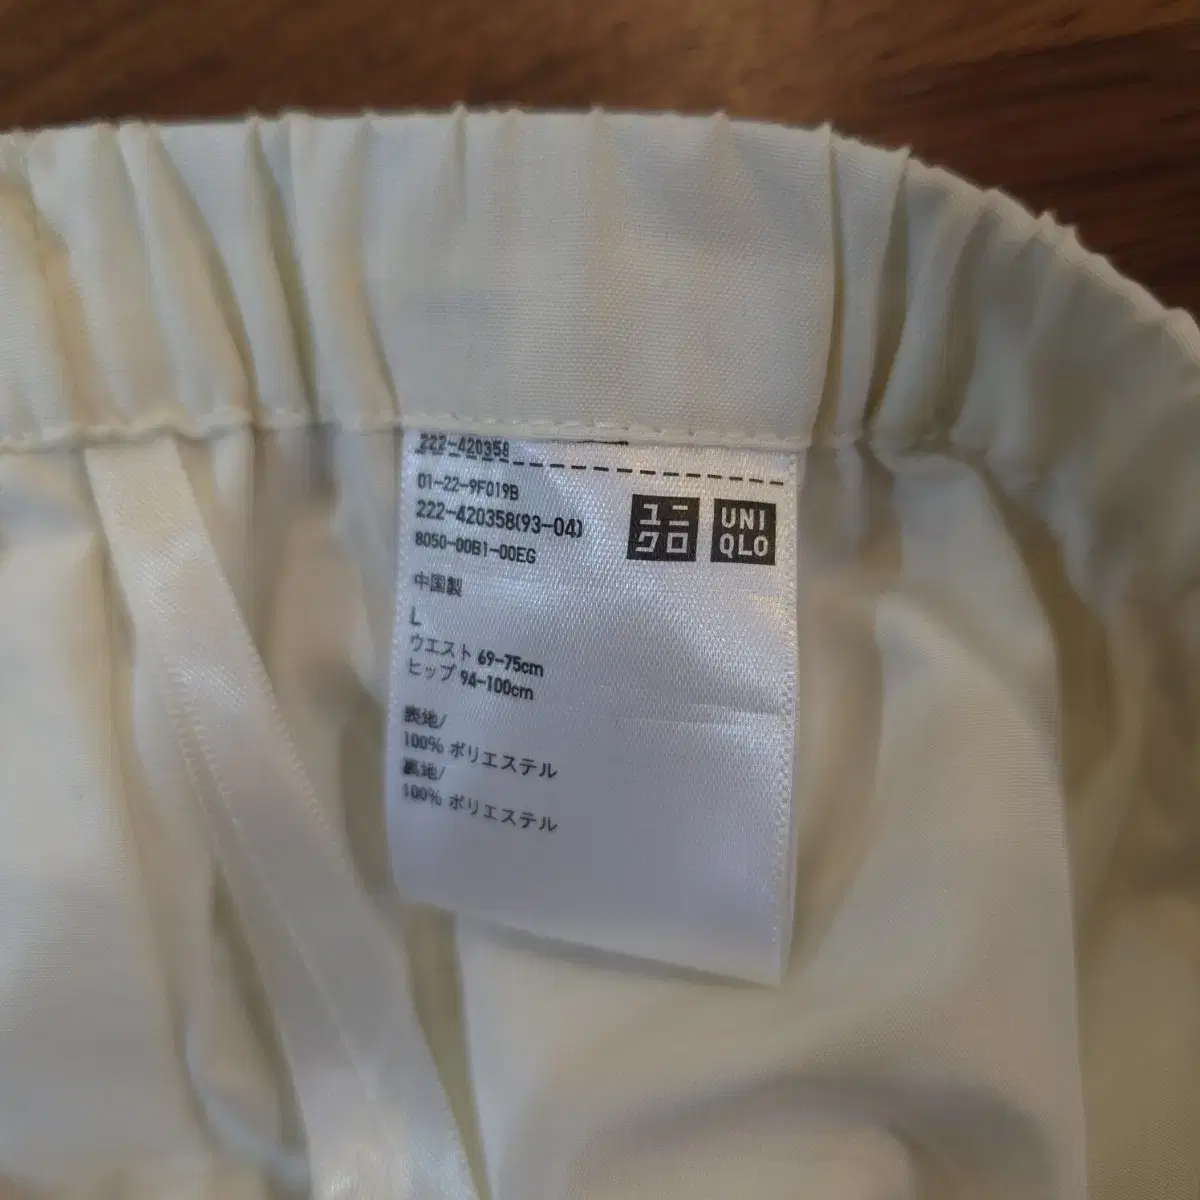 222-420358
01-22-9F019B
222-420358(93-04)
8050-00B1-00EG
ユニ
クロ
UNI
QLO
中国製
L
ウエスト 69-75cm
ヒップ 94-100cm
表地/
100% ポリエステル
裏地/
100% ポリエステル